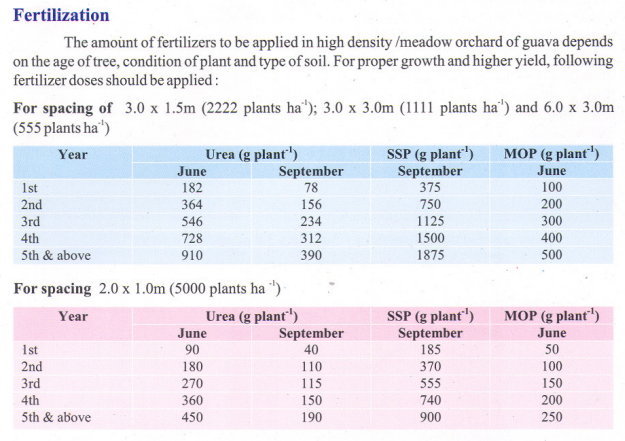 Fertilization
The amount of fertilizers to be applied in high density /meadow orchard of guava depends
on the age of tree, condition of plant and type of soil. For proper growth and higher yield, following
fertilizer doses should be applied :
For spacing of 3.0 x 1.5m (2222 plants ha⁻¹); 3.0 x 3.0m (1111 plants ha⁻¹) and 6.0 x 3.0m
(555 plants ha⁻¹)
Year Urea (g plant⁻¹) SSP (g plant⁻¹) MOP (g plant⁻¹)
June September September June
1st 182 78 375 100
2nd 364 156 750 200
3rd 546 234 1125 300
4th 728 312 1500 400
5th & above 910 390 1875 500
For spacing 2.0 x 1.0m (5000 plants ha ⁻¹)
Year Urea (g plant⁻¹) SSP (g plant⁻¹) MOP (g plant⁻¹)
June September September June
1st 90 40 185 50
2nd 180 110 370 100
3rd 270 115 555 150
4th 360 150 740 200
5th & above 450 190 900 250